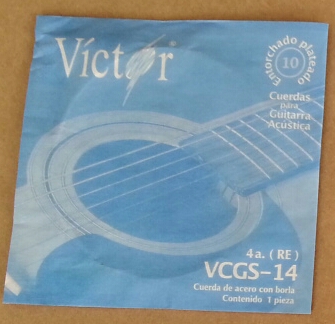 Víctor®
Entorchado plateado
10
Cuerdas
para
Guitarra
Acústica
4a. (RE)
VCGS-14
Cuerda de acero con borla
Contenido 1 pieza